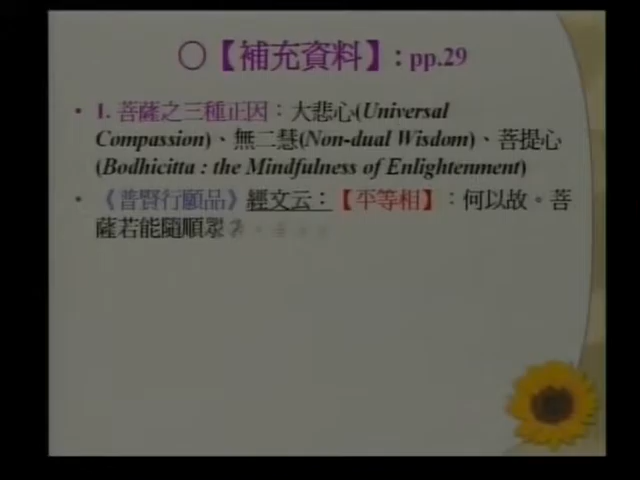 ○【補充資料】：pp.29
• 1. 菩薩之三種正因：大悲心(Universal
Compassion)、無二慧(Non-dual Wisdom)、菩提心
(Bodhicitta : the Mindfulness of Enlightenment)
• 《普賢行願品》經文云：【平等相】：何以故。菩
薩若能隨順眾